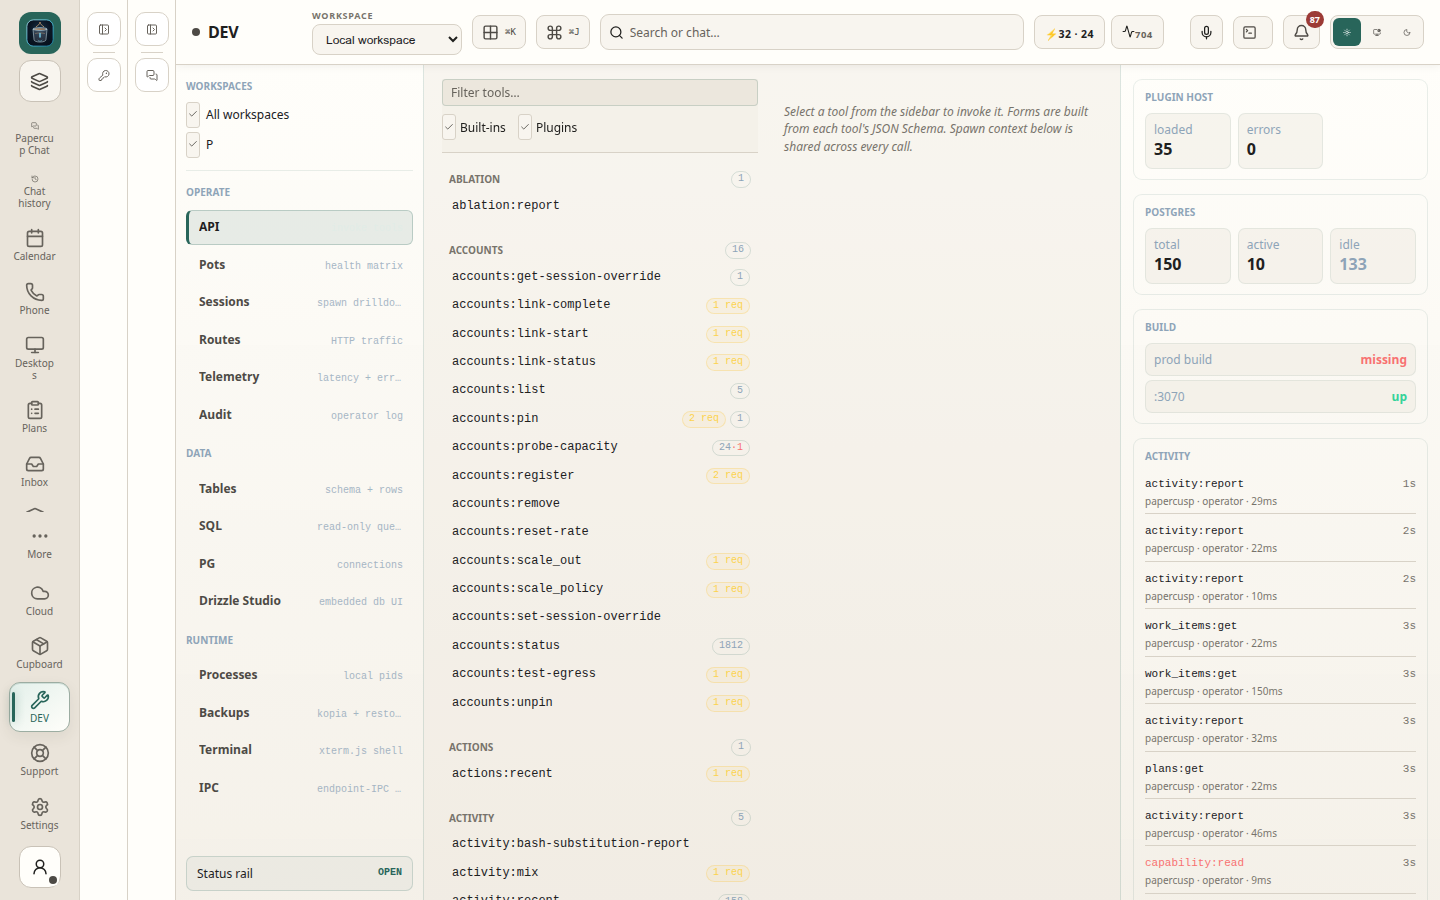 Papercu
p Chat
Chat
history
Calendar
Phone
Desktop
s
Plans
Inbox
More
Cloud
Cupboard
DEV
Support
Settings
DEV
WORKSPACE
Local workspace
⌘K
⌘J
Search or chat...
⚡32 · 24
704
87
WORKSPACES
All workspaces
P
OPERATE
API
Pots health matrix
Sessions spawn drilldo…
Routes HTTP traffic
Telemetry latency + err…
Audit operator log
DATA
Tables schema + rows
SQL read-only que…
PG connections
Drizzle Studio embedded db UI
RUNTIME
Processes local pids
Backups kopia + resto…
Terminal xterm.js shell
IPC endpoint-IPC …
Status rail OPEN
Filter tools...
Built-ins Plugins
ABLATION 1
ablation:report
ACCOUNTS 16
accounts:get-session-override 1
accounts:link-complete 1 req
accounts:link-start 1 req
accounts:link-status 1 req
accounts:list 5
accounts:pin 2 req 1
accounts:probe-capacity 24·1
accounts:register 2 req
accounts:remove
accounts:reset-rate
accounts:scale_out 1 req
accounts:scale_policy 1 req
accounts:set-session-override
accounts:status 1812
accounts:test-egress 1 req
accounts:unpin 1 req
ACTIONS 1
actions:recent 1 req
ACTIVITY 5
activity:bash-substitution-report
activity:mix 1 req
activity:recent 159
Select a tool from the sidebar to invoke it. Forms are built
from each tool's JSON Schema. Spawn context below is
shared across every call.
PLUGIN HOST
loaded errors
35 0
POSTGRES
total active idle
150 10 133
BUILD
prod build missing
:3070 up
ACTIVITY
activity:report 1s
papercusp · operator · 29ms
activity:report 2s
papercusp · operator · 22ms
activity:report 2s
papercusp · operator · 10ms
work_items:get 3s
papercusp · operator · 22ms
work_items:get 3s
papercusp · operator · 150ms
activity:report 3s
papercusp · operator · 32ms
plans:get 3s
papercusp · operator · 22ms
activity:report 3s
papercusp · operator · 46ms
capability:read 3s
papercusp · operator · 9ms